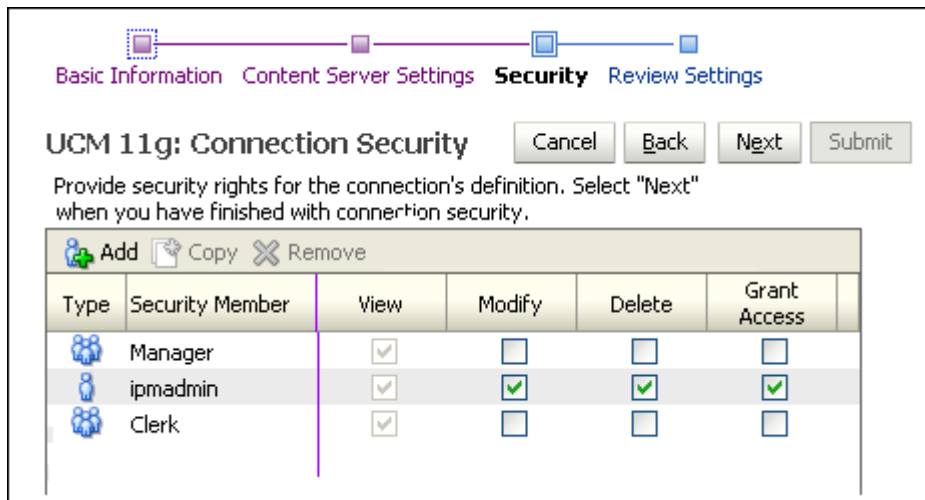 Basic Information Content Server Settings Security Review Settings
UCM 11g: Connection Security Cancel Back Next Submit
Provide security rights for the connection's definition. Select "Next"
when you have finished with connection security.
Add Copy Remove
Type Security Member View Modify Delete Grant Access
Manager
ipmadmin
Clerk